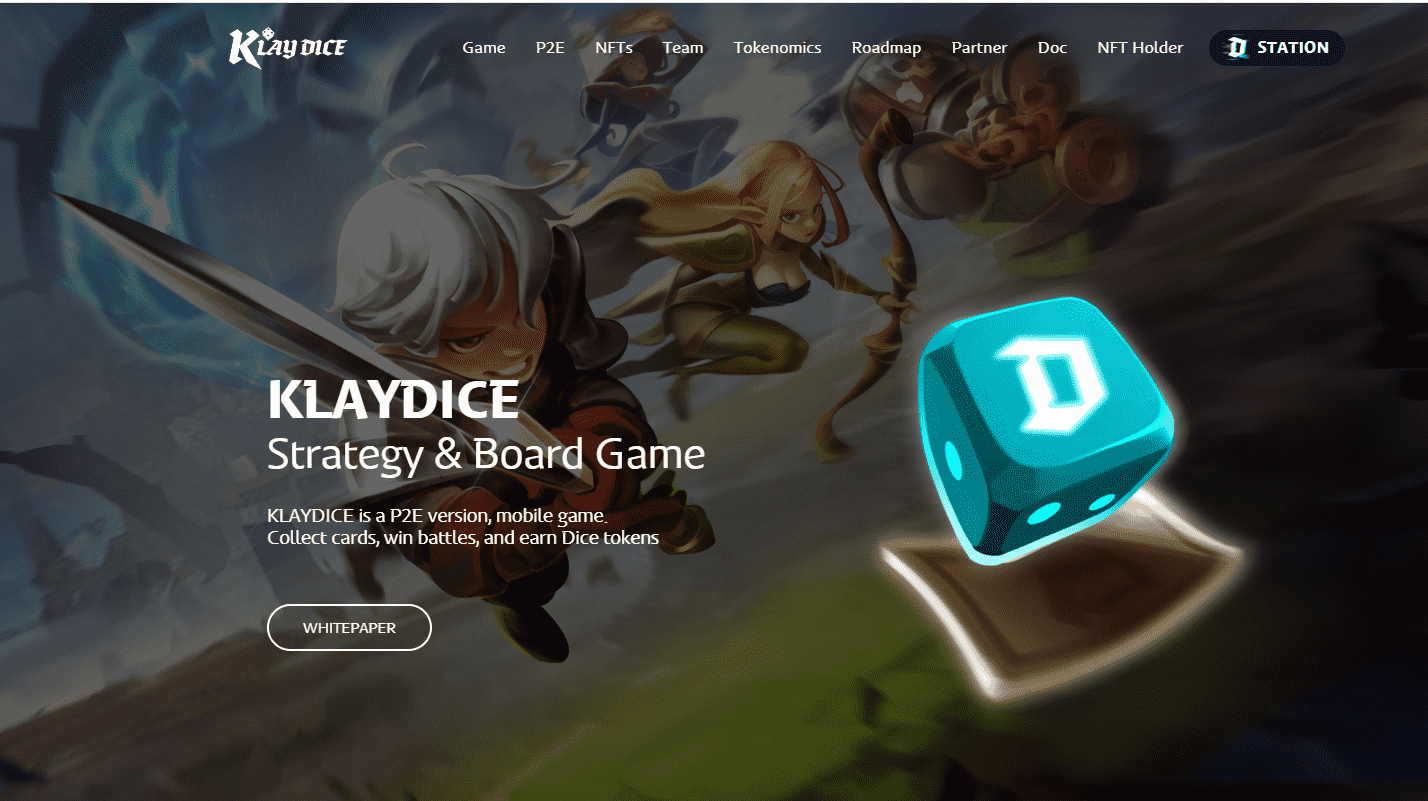 KLAY DICE
Game P2E NFTs Team Tokenomics Roadmap Partner Doc NFT Holder D STATION
D
KLAYDICE
Strategy & Board Game
KLAYDICE is a P2E version, mobile game.
Collect cards, win battles, and earn Dice tokens
WHITEPAPER